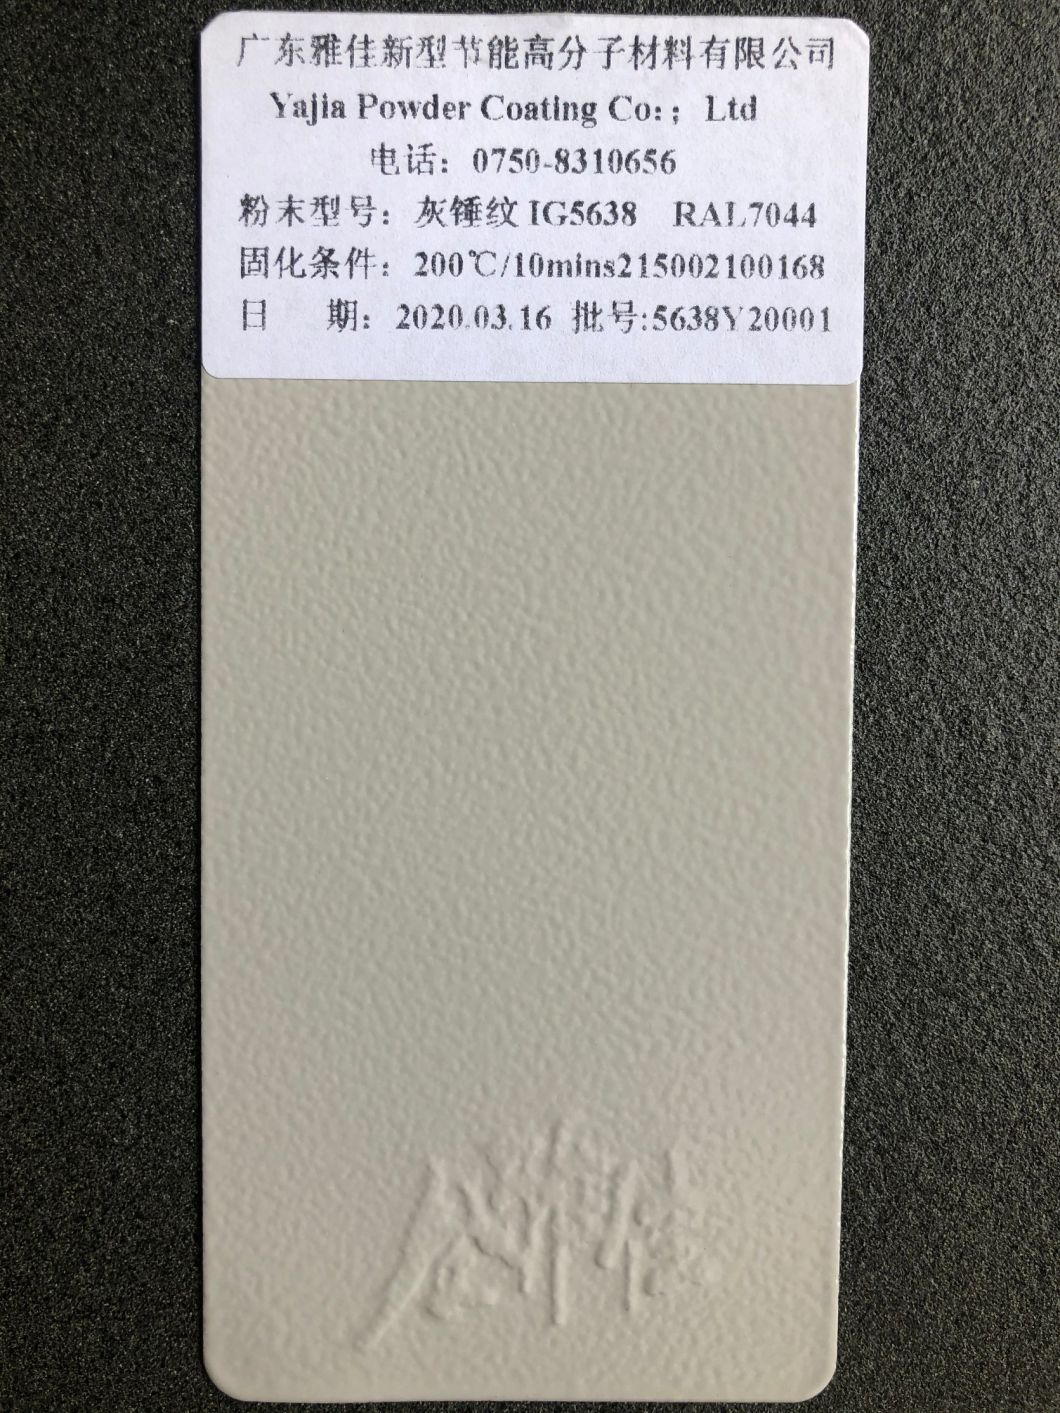 广东雅佳新型节能高分子材料有限公司
Yajia Powder Coating Co:; Ltd
电话: 0750-8310656
粉末型号: 灰锤纹 IG5638 RAL7044
固化条件: 200℃/10mins215002100168
日 期: 2020.03.16 批号:5638Y20001